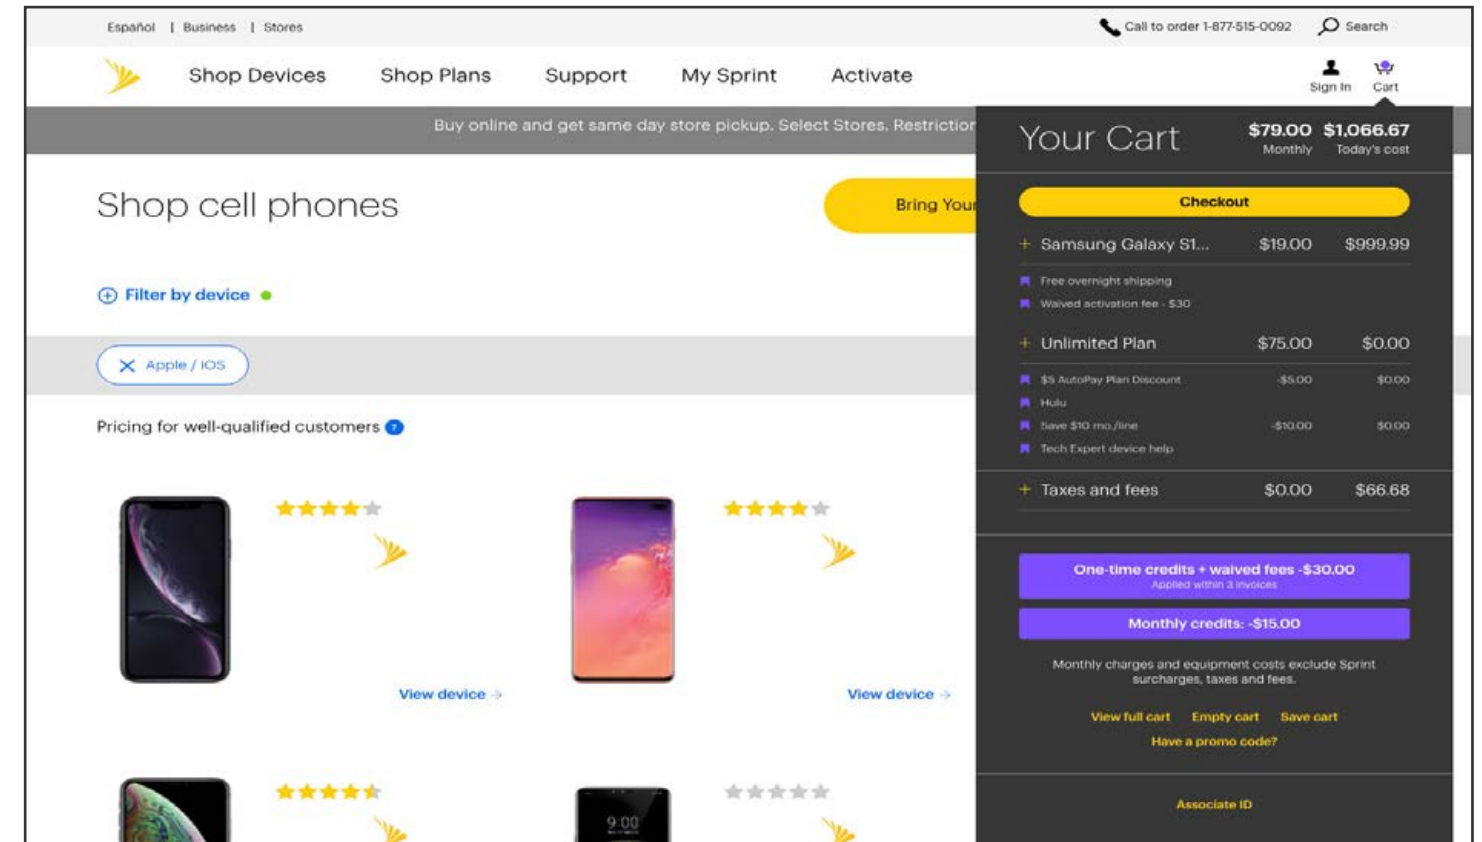 Español | Business | Stores
Call to order 1-877-515-0092
Search
Shop Devices Shop Plans Support My Sprint Activate
Sign In Cart
Buy online and get same day store pickup. Select Stores. Restriction
Shop cell phones
Bring Your
Filter by device
Apple / IOS
Pricing for well-qualified customers ?
View device →
View device →
9:00
Your Cart
$79.00 $1,066.67
Monthly Today's cost
Checkout
+ Samsung Galaxy S1... $19.00 $999.99
Free overnight shipping
Waived activation fee - $30
+ Unlimited Plan $75.00 $0.00
$5 AutoPay Plan Discount -$5.00 $0.00
Hulu
Save $10 mo./line -$10.00 $0.00
Tech Expert device help
+ Taxes and fees $0.00 $66.68
One-time credits + waived fees -$30.00
Applied within 3 invoices
Monthly credits: -$15.00
Monthly charges and equipment costs exclude Sprint
surcharges, taxes and fees.
View full cart Empty cart Save cart
Have a promo code?
Associate ID